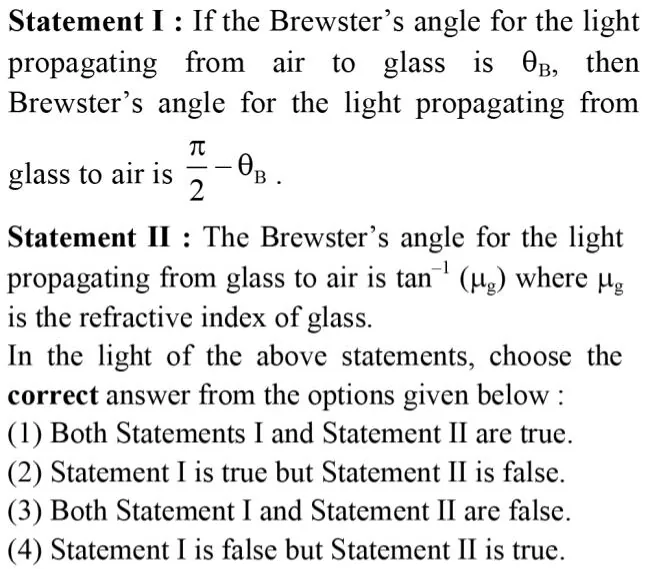 Statement I : If the Brewster's angle for the light
propagating from air to glass is θ_B, then
Brewster's angle for the light propagating from
glass to air is π/2 − θ_B .
Statement II : The Brewster's angle for the light
propagating from glass to air is tan⁻¹ (μ_g) where μ_g
is the refractive index of glass.
In the light of the above statements, choose the
correct answer from the options given below :
(1) Both Statements I and Statement II are true.
(2) Statement I is true but Statement II is false.
(3) Both Statement I and Statement II are false.
(4) Statement I is false but Statement II is true.